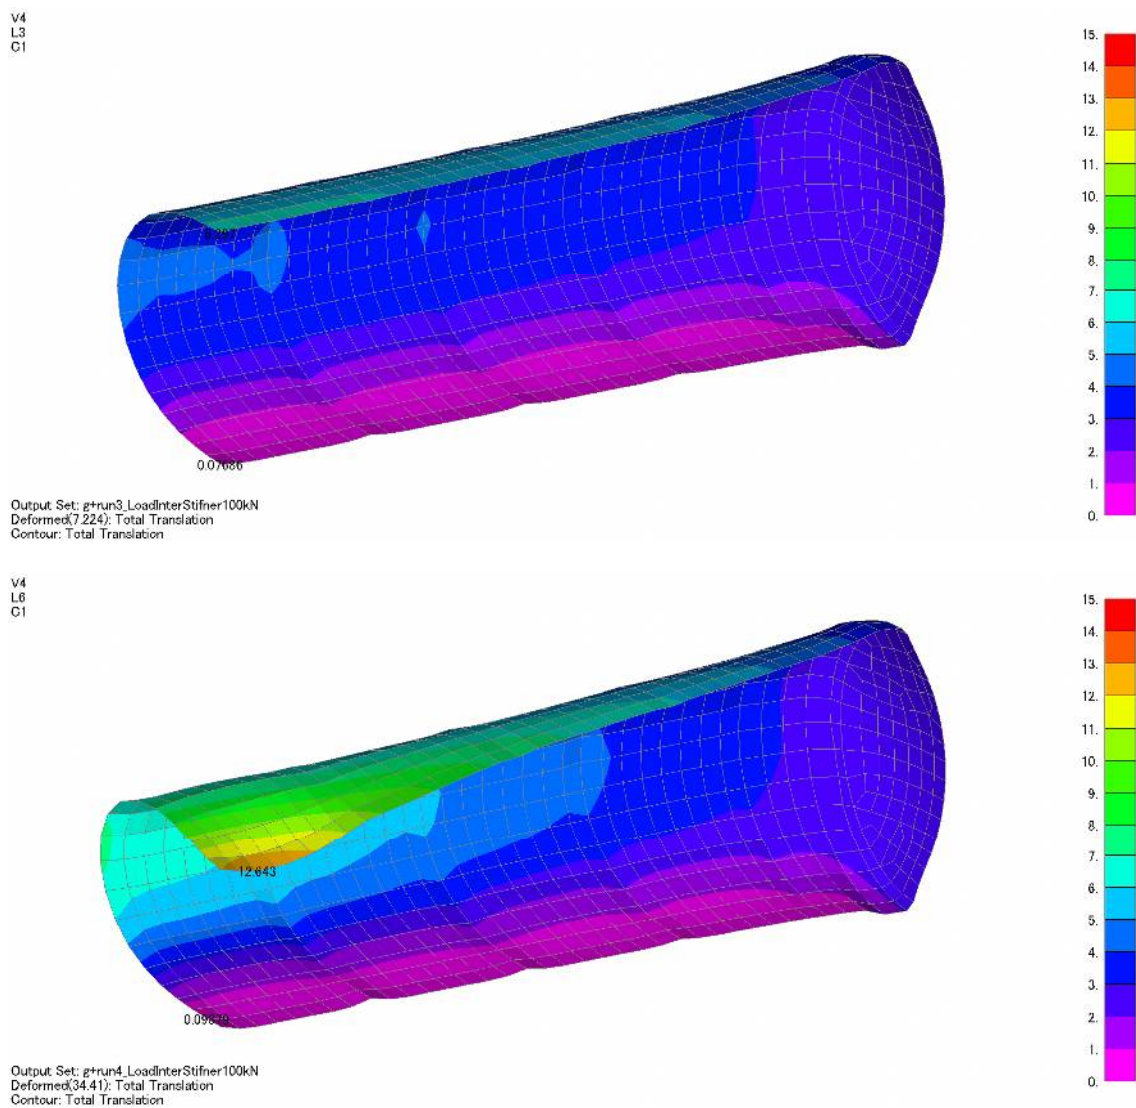 V4
L3
C1
15.
14.
13.
12.
11.
10.
9.
8.
7.
6.
5.
4.
3.
2.
1.
0.
0.07686
Output Set: g+run3_LoadInterStifner100kN
Deformed(7.224): Total Translation
Contour: Total Translation
V4
L6
C1
15.
14.
13.
12.
11.
10.
9.
8.
7.
6.
5.
4.
3.
2.
1.
0.
12.643
Output Set: g+run4_LoadInterStifner100kN
Deformed(34.41): Total Translation
Contour: Total Translation